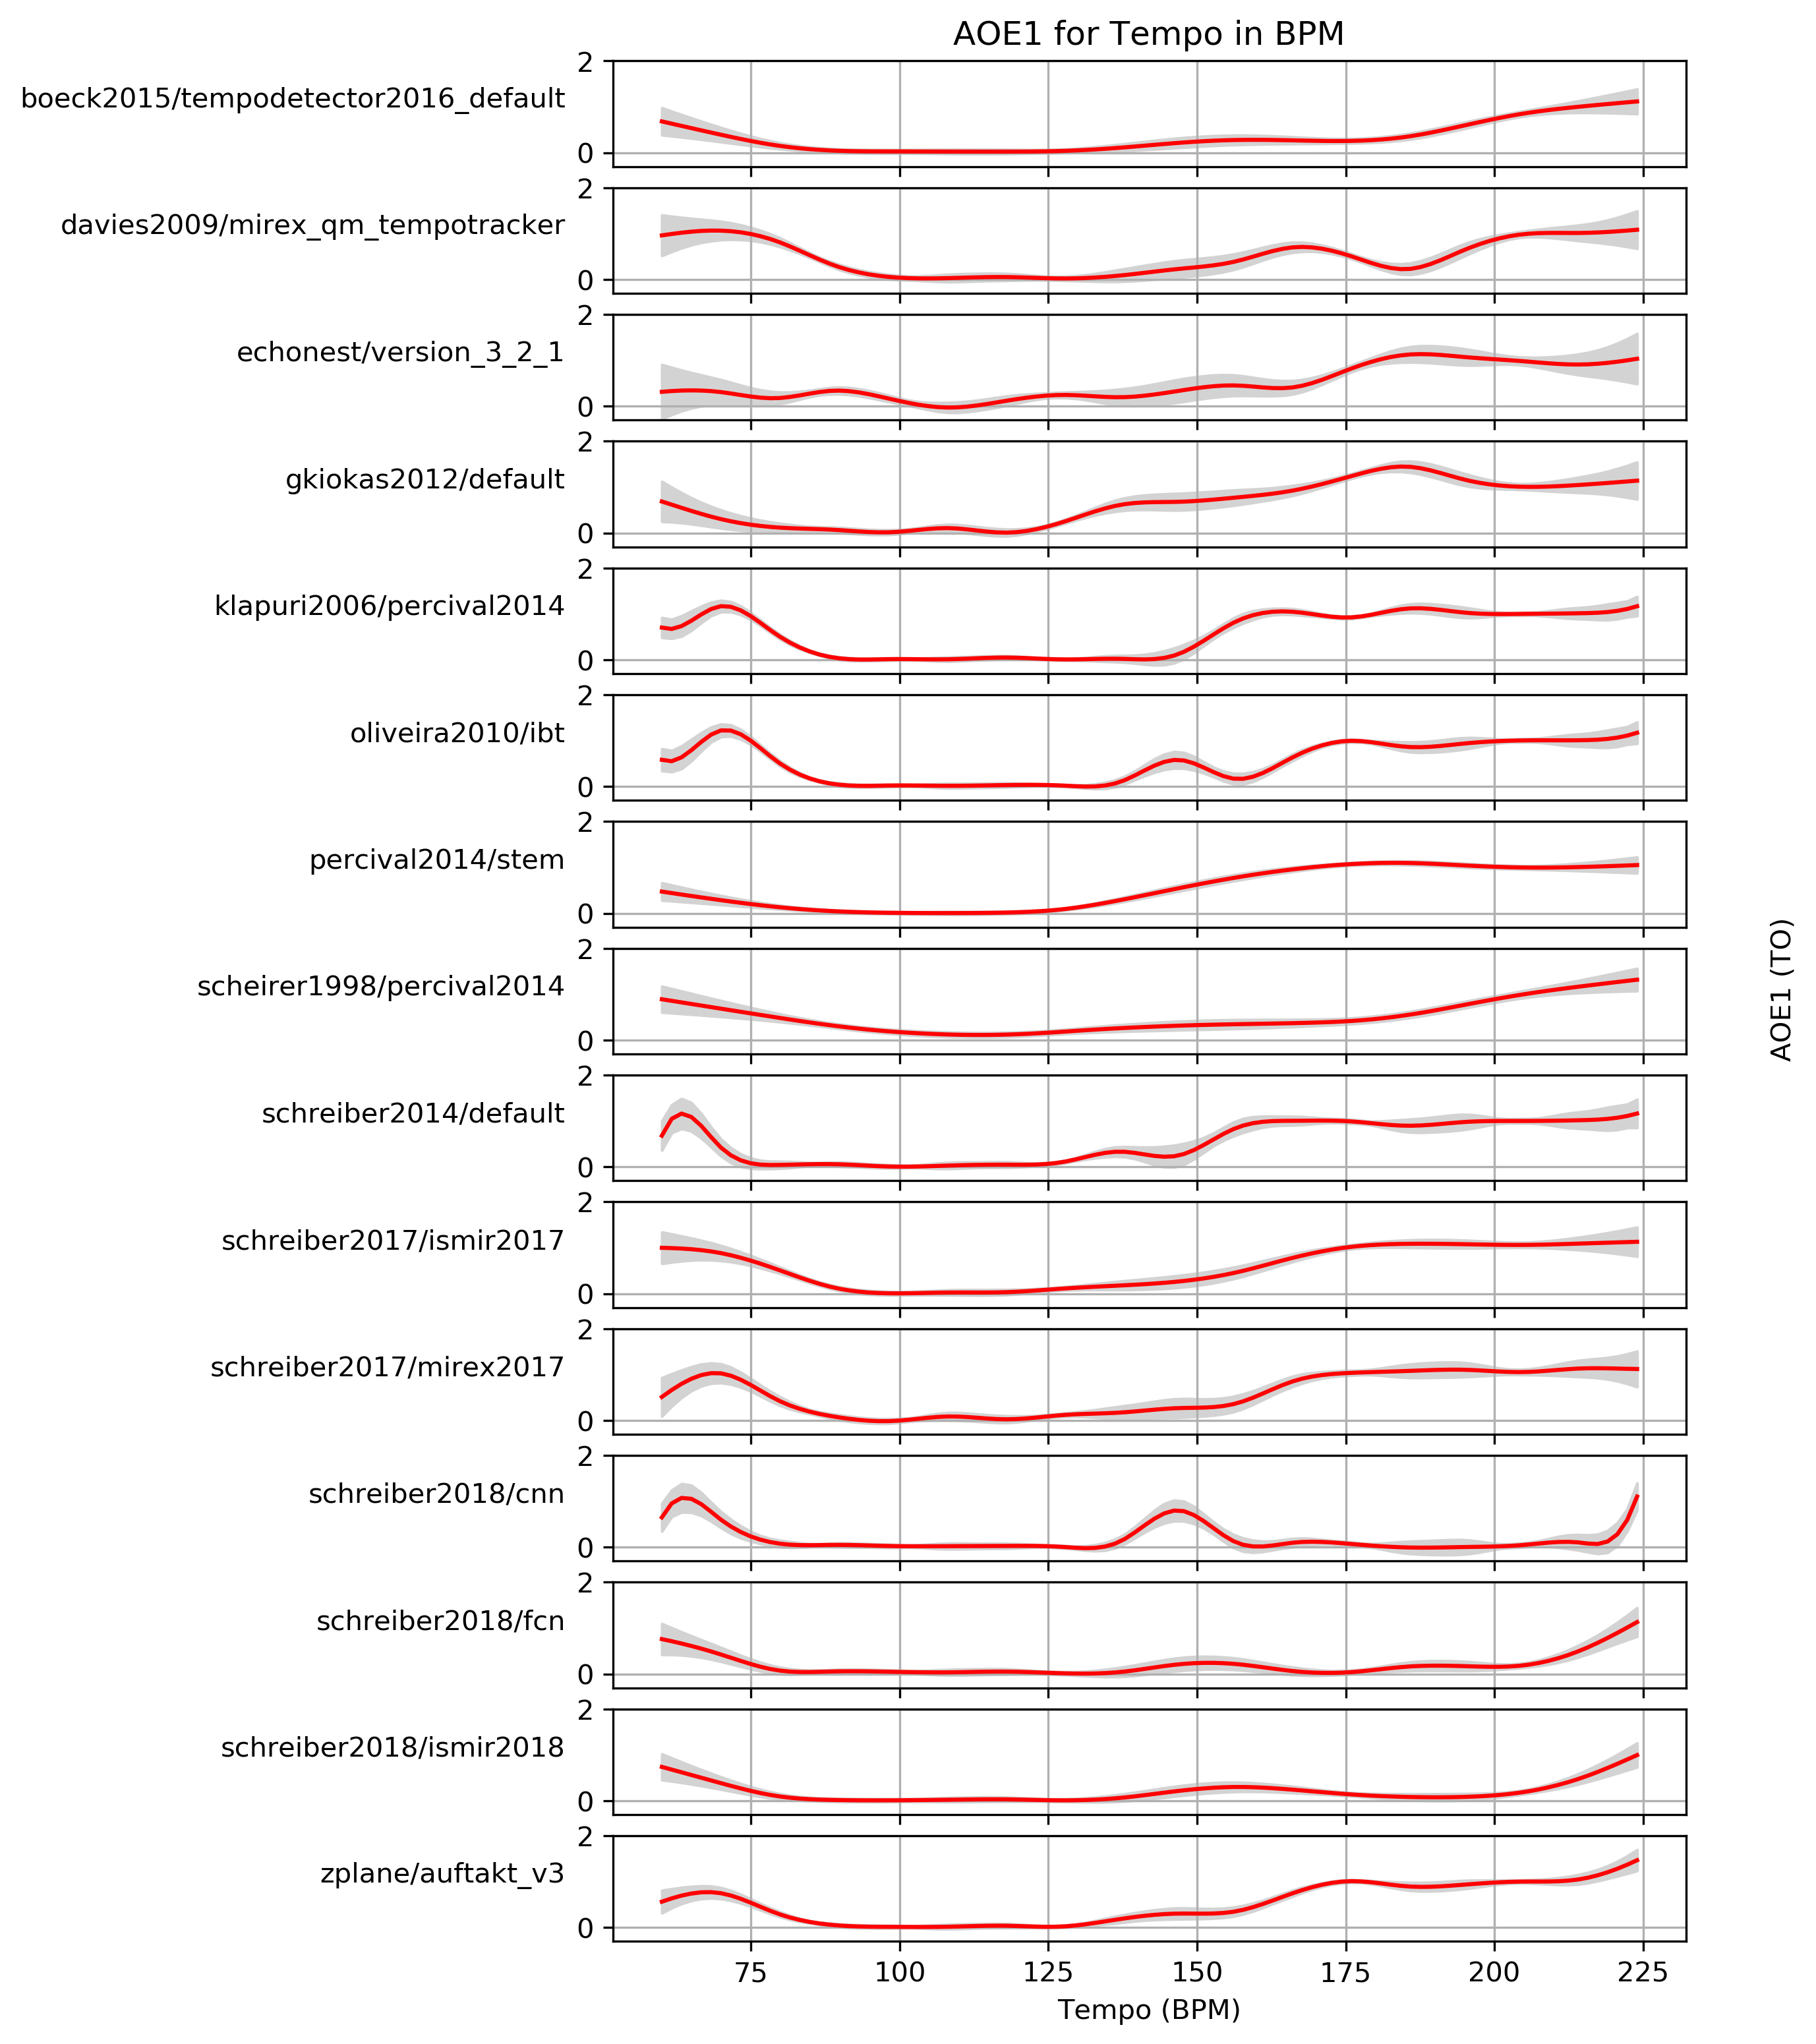 AOE1 for Tempo in BPM
2
boeck2015/tempodetector2016_default
0
2
davies2009/mirex_qm_tempotracker
0
2
echonest/version_3_2_1
0
2
gkiokas2012/default
0
2
klapuri2006/percival2014
0
2
oliveira2010/ibt
0
2
percival2014/stem
0
2
scheirer1998/percival2014
0
AOE1 (TO)
2
schreiber2014/default
0
2
schreiber2017/ismir2017
0
2
schreiber2017/mirex2017
0
2
schreiber2018/cnn
0
2
schreiber2018/fcn
0
2
schreiber2018/ismir2018
0
2
zplane/auftakt_v3
0
75 100 125 150 175 200 225
Tempo (BPM)